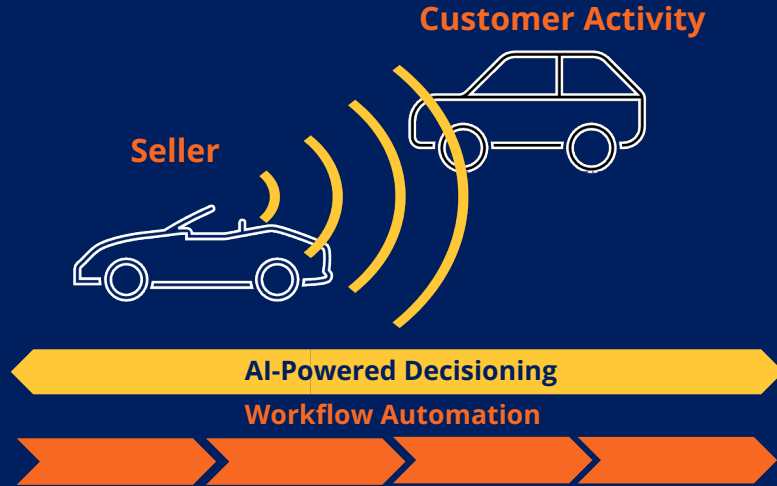 Customer Activity
Seller
AI-Powered Decisioning
Workflow Automation